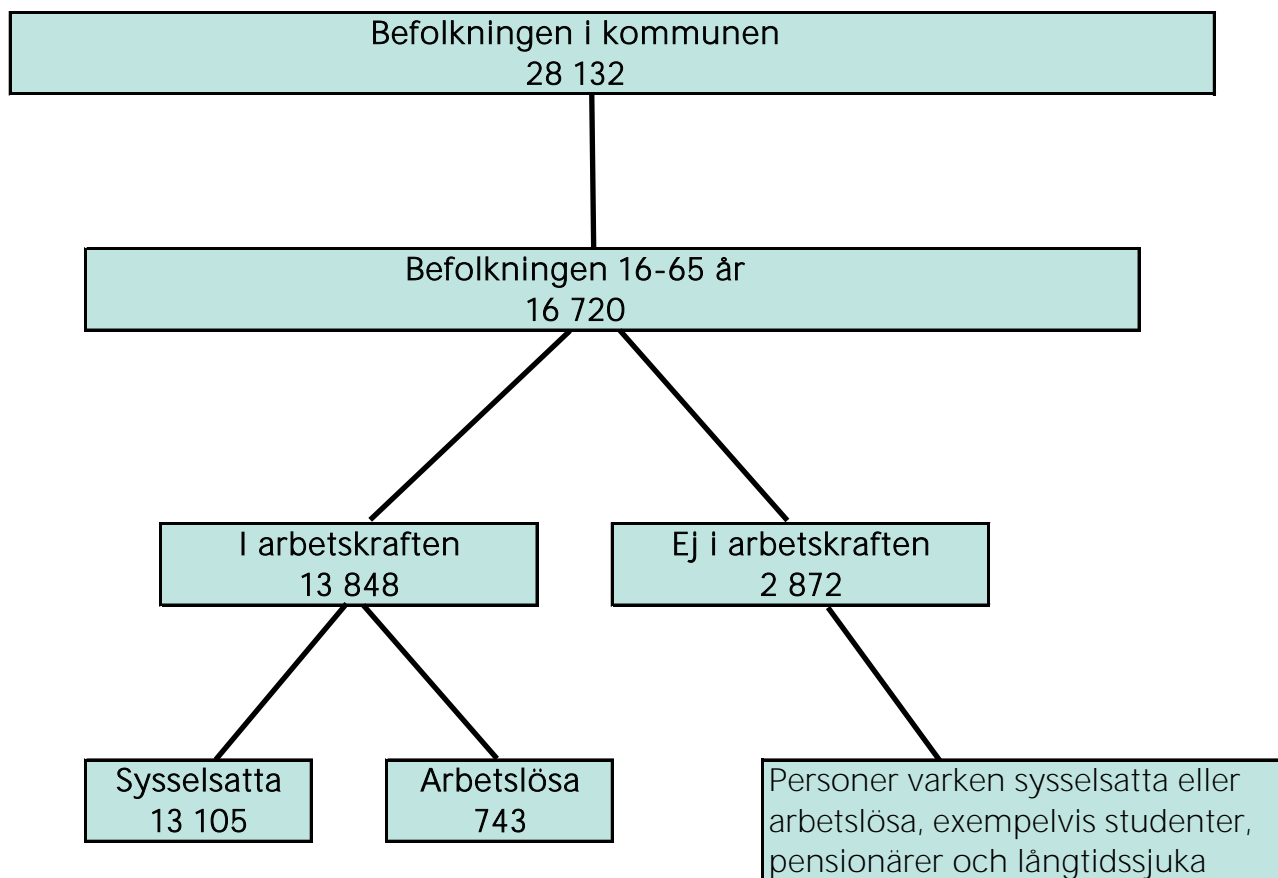 Befolkningen i kommunen
28 132
Befolkningen 16-65 år
16 720
I arbetskraften
13 848
Ej i arbetskraften
2 872
Sysselsatta
13 105
Arbetslösa
743
Personer varken sysselsatta eller
arbetslösa, exempelvis studenter,
pensionärer och långtidssjuka